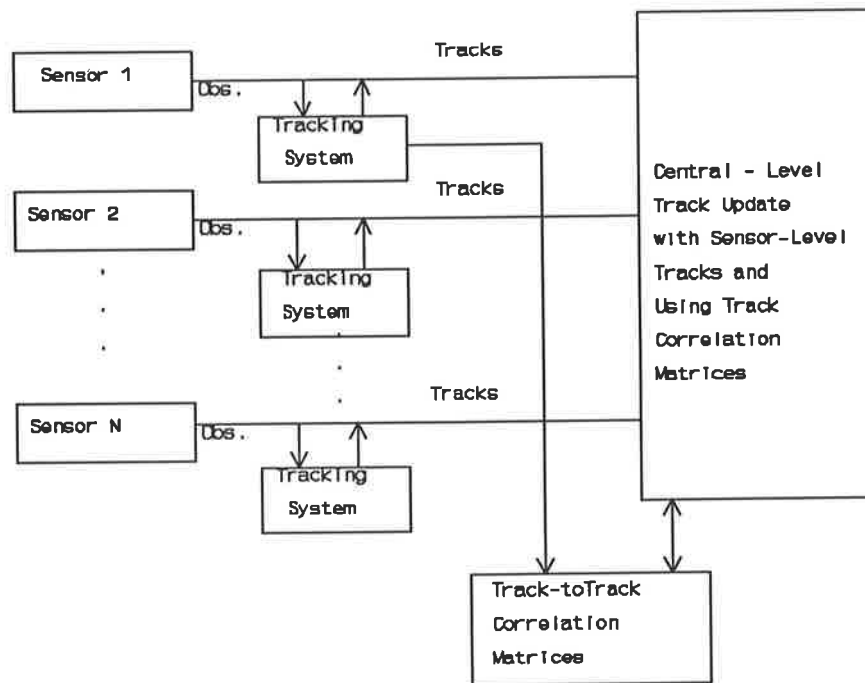 Tracks
Sensor 1
Obs.
Tracking
System
Tracks
Sensor 2
Obs.
Tracking
System
Central - Level
Track Update
with Sensor-Level
Tracks and
Using Track
Correlation
Matrices
Tracks
Sensor N
Obs.
Tracking
System
Track-toTrack
Correlation
Matrices